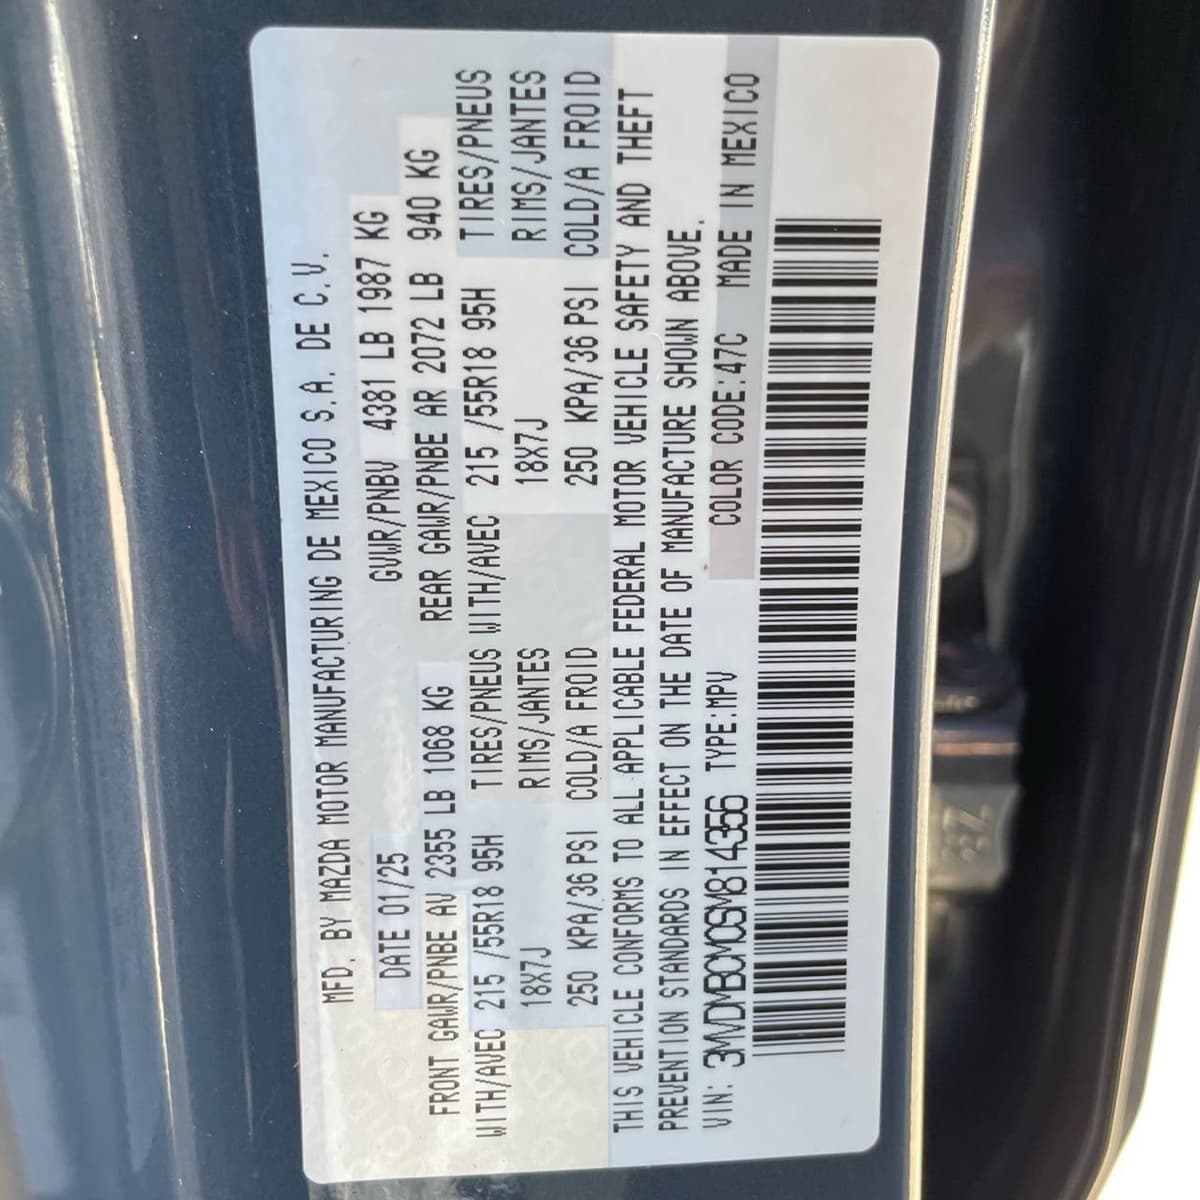 MFD. BY MAZDA MOTOR MANUFACTURING DE MEXICO S.A. DE C.V.
DATE 01/25 GVWR/PNBV 4381 LB 1987 KG
FRONT GAWR/PNBE AV 2355 LB 1068 KG REAR GAWR/PNBE AR 2072 LB 940 KG
WITH/AVEC 215 /55R18 95H TIRES/PNEUS WITH/AVEC 215 /55R18 95H TIRES/PNEUS
18X7J RIMS/JANTES 18X7J RIMS/JANTES
250 KPA/36 PSI COLD/A FROID 250 KPA/36 PSI COLD/A FROID
THIS VEHICLE CONFORMS TO ALL APPLICABLE FEDERAL MOTOR VEHICLE SAFETY AND THEFT
PREVENTION STANDARDS IN EFFECT ON THE DATE OF MANUFACTURE SHOWN ABOVE.
VIN: 3MVDMBCM0SM814356 TYPE:MPV COLOR CODE:47C MADE IN MEXICO